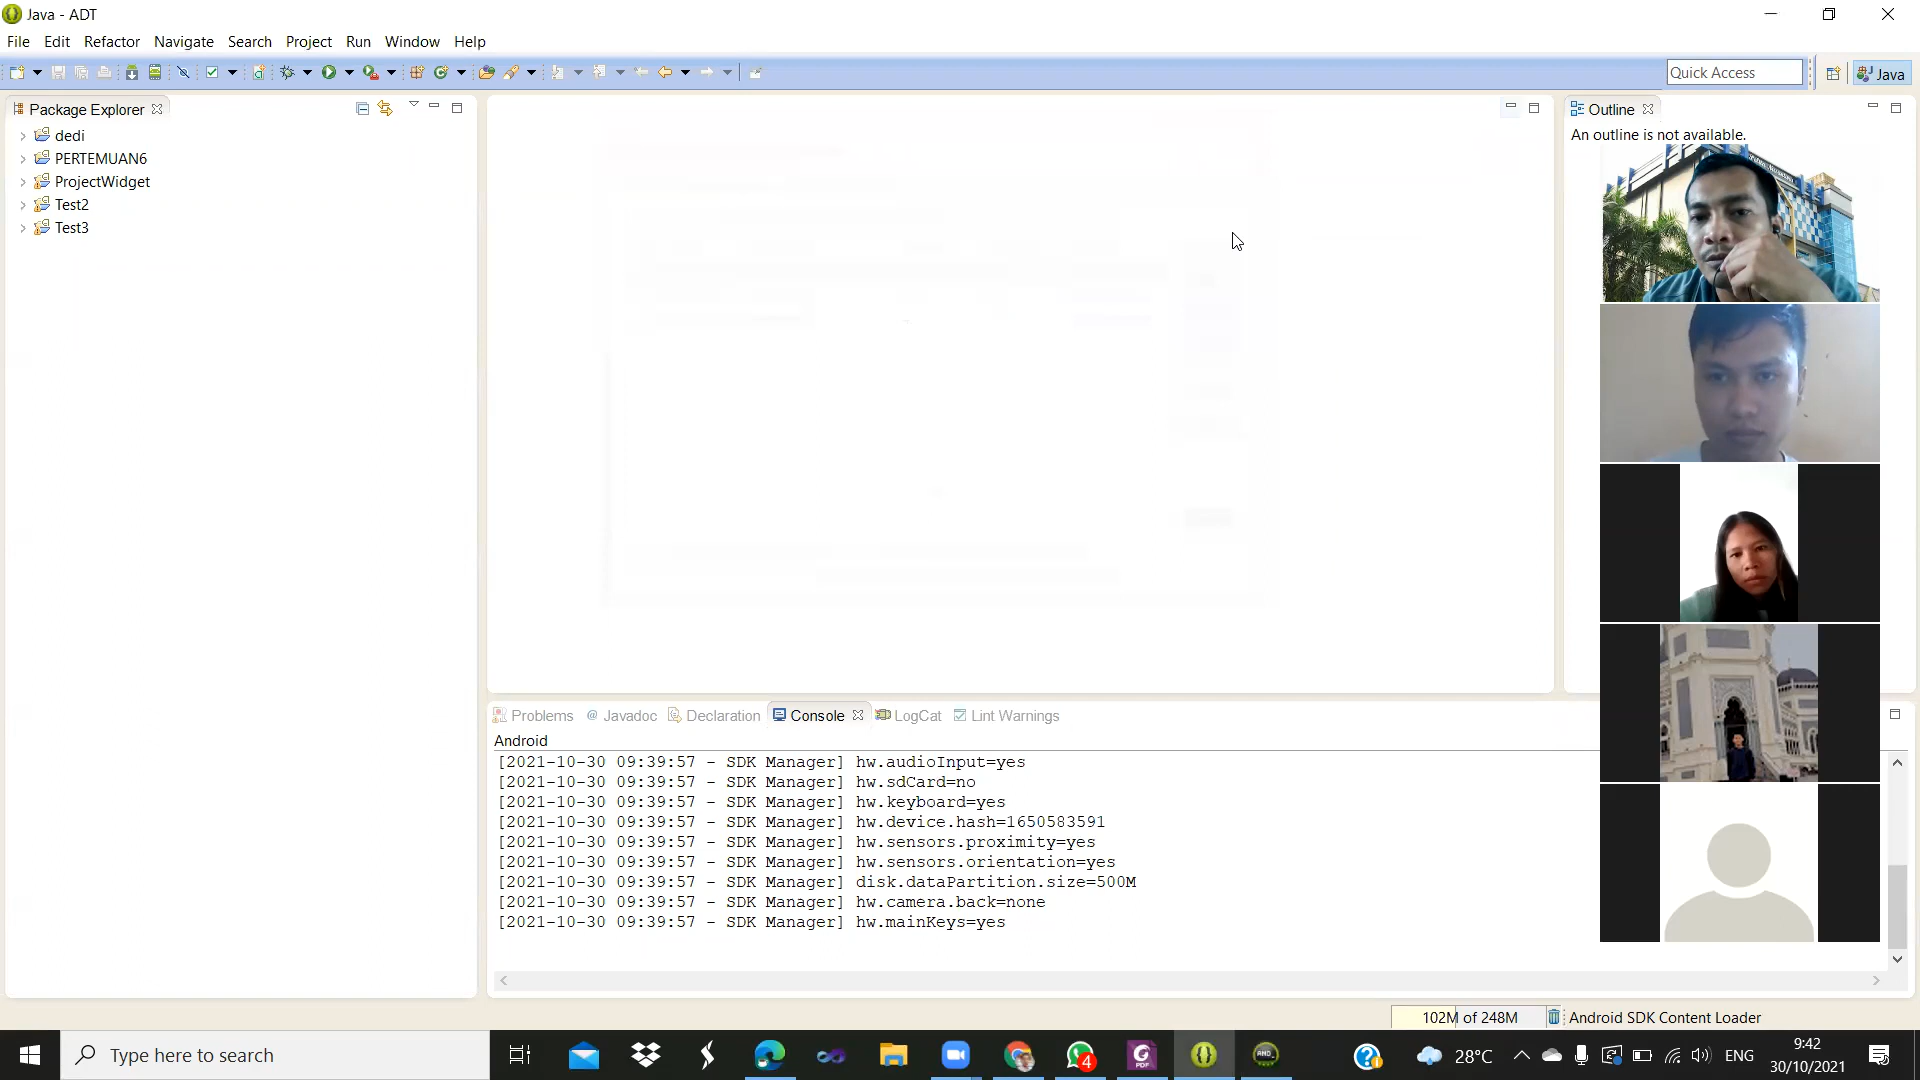 Java - ADT
File Edit Refactor Navigate Search Project Run Window Help
Quick Access
Java
Package Explorer
dedi
PERTEMUAN6
ProjectWidget
Test2
Test3
Outline
An outline is not available.
Problems @ Javadoc Declaration Console LogCat Lint Warnings
Android
[2021-10-30 09:39:57 - SDK Manager] hw.audioInput=yes
[2021-10-30 09:39:57 - SDK Manager] hw.sdCard=no
[2021-10-30 09:39:57 - SDK Manager] hw.keyboard=yes
[2021-10-30 09:39:57 - SDK Manager] hw.device.hash=1650583591
[2021-10-30 09:39:57 - SDK Manager] hw.sensors.proximity=yes
[2021-10-30 09:39:57 - SDK Manager] hw.sensors.orientation=yes
[2021-10-30 09:39:57 - SDK Manager] disk.dataPartition.size=500M
[2021-10-30 09:39:57 - SDK Manager] hw.camera.back=none
[2021-10-30 09:39:57 - SDK Manager] hw.mainKeys=yes
102M of 248M
Android SDK Content Loader
Type here to search
4
PDF
AND
28°C
ENG
9:42
30/10/2021